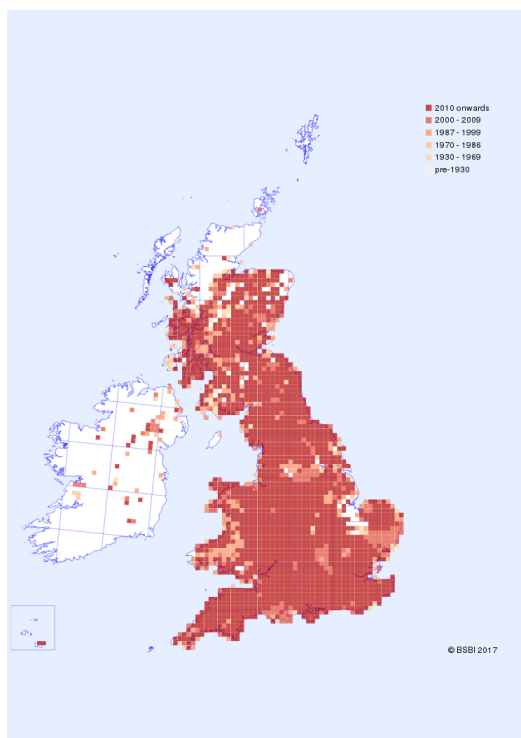 2010 onwards
2000 - 2009
1987 - 1999
1970 - 1986
1930 - 1969
pre-1930
© BSBI 2017